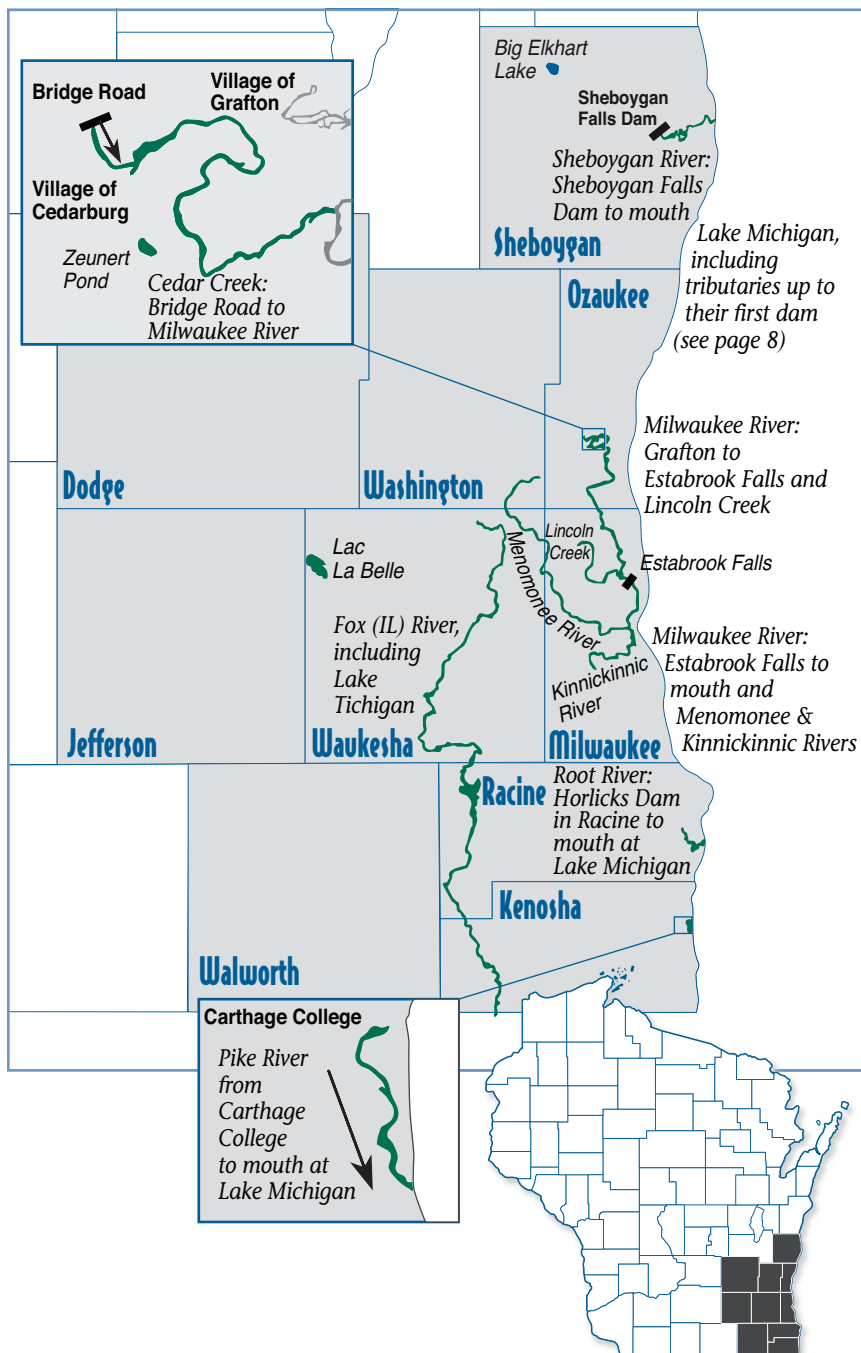 Bridge Road
Village of
Grafton
Village of
Cedarburg
Zeunert
Pond
Cedar Creek:
Bridge Road to
Milwaukee River
Big Elkhart
Lake
Sheboygan
Falls Dam
Sheboygan River:
Sheboygan Falls
Dam to mouth
Sheboygan
Lake Michigan,
including
tributaries up to
their first dam
(see page 8)
Ozaukee
Milwaukee River:
Grafton to
Estabrook Falls and
Lincoln Creek
Dodge
Washington
Lac
La Belle
Lincoln
Creek
Menomonee River
Estabrook Falls
Fox (IL) River,
including
Lake
Tichigan
Kinnickinnic
River
Milwaukee River:
Estabrook Falls to
mouth and
Menomonee &
Kinnickinnic Rivers
Jefferson
Waukesha
Milwaukee
Racine
Root River:
Horlicks Dam
in Racine to
mouth at
Lake Michigan
Kenosha
Walworth
Carthage College
Pike River
from
Carthage
College
to mouth at
Lake Michigan